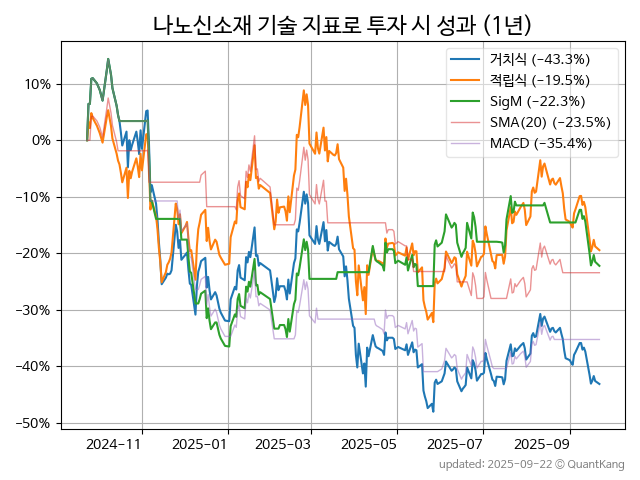 나노신소재 기술 지표로 투자 시 성과 (1년)
거치식 (−43.3%)
적립식 (−19.5%)
SigM (−22.3%)
SMA(20) (−23.5%)
MACD (−35.4%)
10%
0%
−10%
−20%
−30%
−40%
−50%
2024-11 2025-01 2025-03 2025-05 2025-07 2025-09
updated: 2025-09-22 © QuantKang